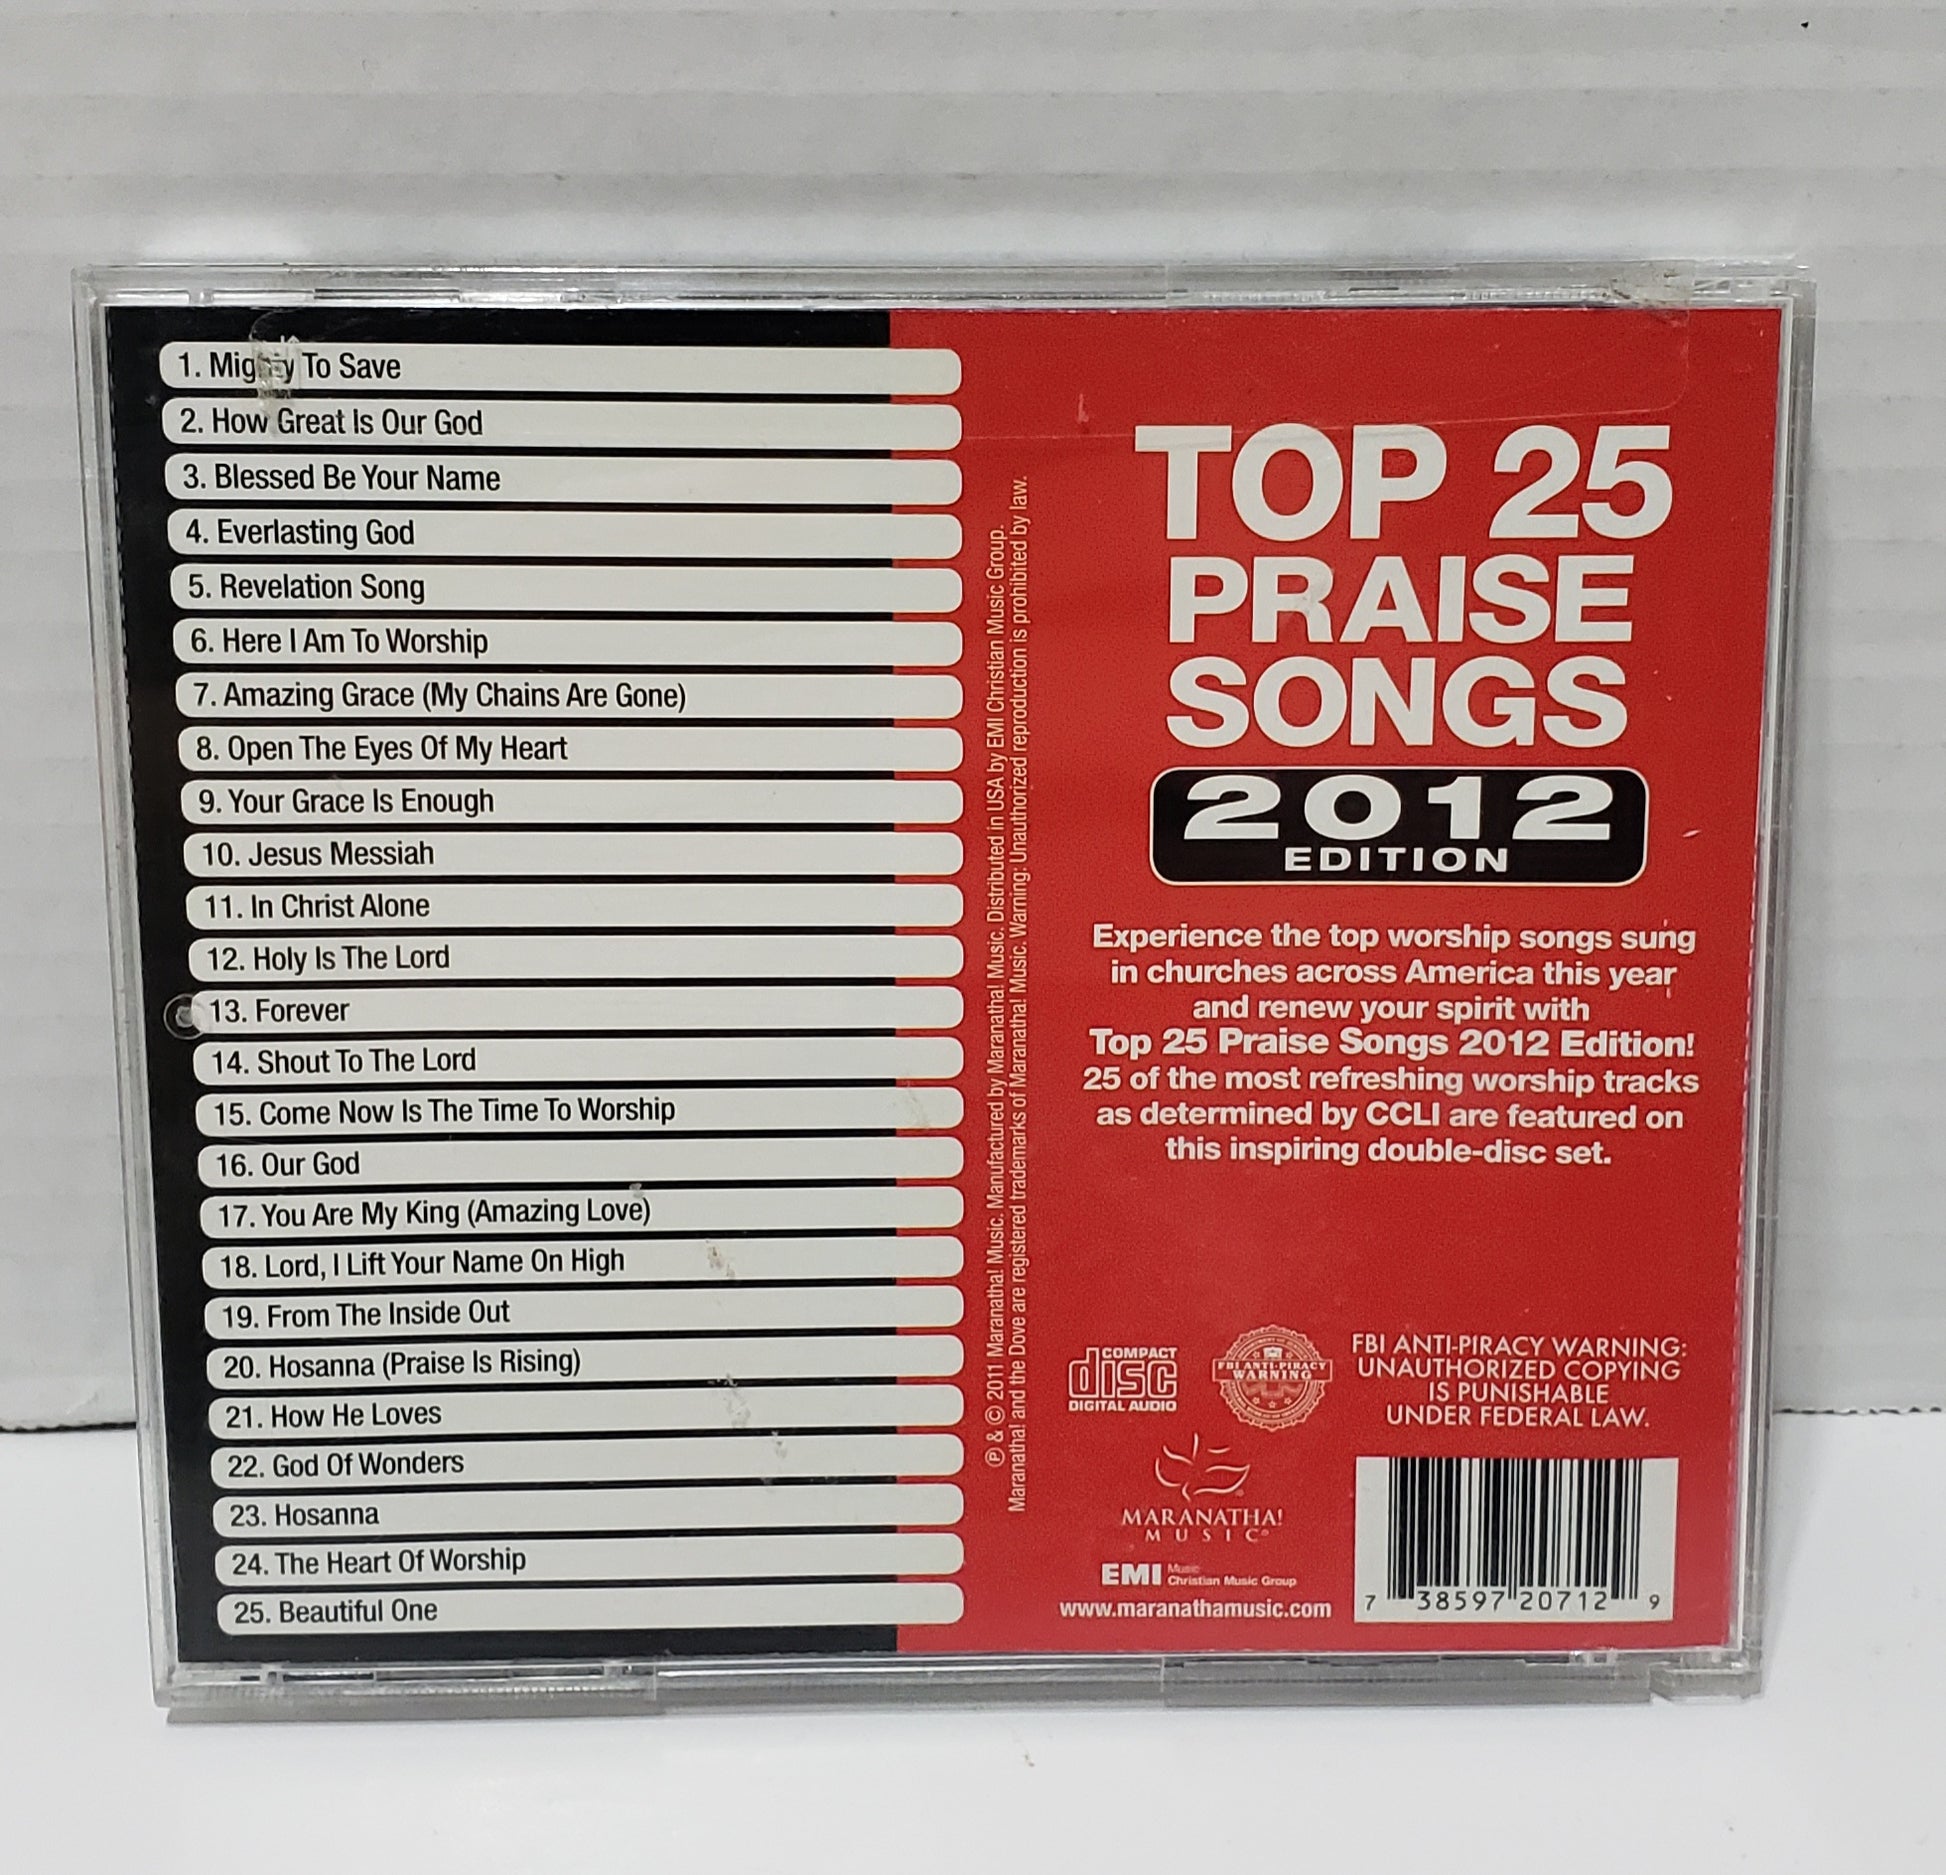 1. Mighty To Save
2. How Great Is Our God
3. Blessed Be Your Name
4. Everlasting God
5. Revelation Song
6. Here I Am To Worship
7. Amazing Grace (My Chains Are Gone)
8. Open The Eyes Of My Heart
9. Your Grace Is Enough
10. Jesus Messiah
11. In Christ Alone
12. Holy Is The Lord
13. Forever
14. Shout To The Lord
15. Come Now Is The Time To Worship
16. Our God
17. You Are My King (Amazing Love)
18. Lord, I Lift Your Name On High
19. From The Inside Out
20. Hosanna (Praise Is Rising)
21. How He Loves
22. God Of Wonders
23. Hosanna
24. The Heart Of Worship
25. Beautiful One
℗ & © 2011 Maranatha! Music. Manufactured by Maranatha! Music. Distributed in USA by EMI Christian Music Group.
Maranatha! and the Dove are registered trademarks of Maranatha! Music. Warning: Unauthorized reproduction is prohibited by law.
TOP 25
PRAISE
SONGS
2012
EDITION
Experience the top worship songs sung
in churches across America this year
and renew your spirit with
Top 25 Praise Songs 2012 Edition!
25 of the most refreshing worship tracks
as determined by CCLI are featured on
this inspiring double-disc set.
COMPACT
disc
DIGITAL AUDIO
FBI ANTI-PIRACY
WARNING
FBI ANTI-PIRACY WARNING:
UNAUTHORIZED COPYING
IS PUNISHABLE
UNDER FEDERAL LAW.
MARANATHA!
MUSIC®
EMI Music
Christian Music Group
www.maranathamusic.com
7 38597 20712 9